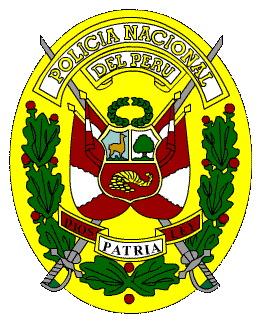 POLICIA NACIONAL
DEL PERU
DIOS PATRIA LEY